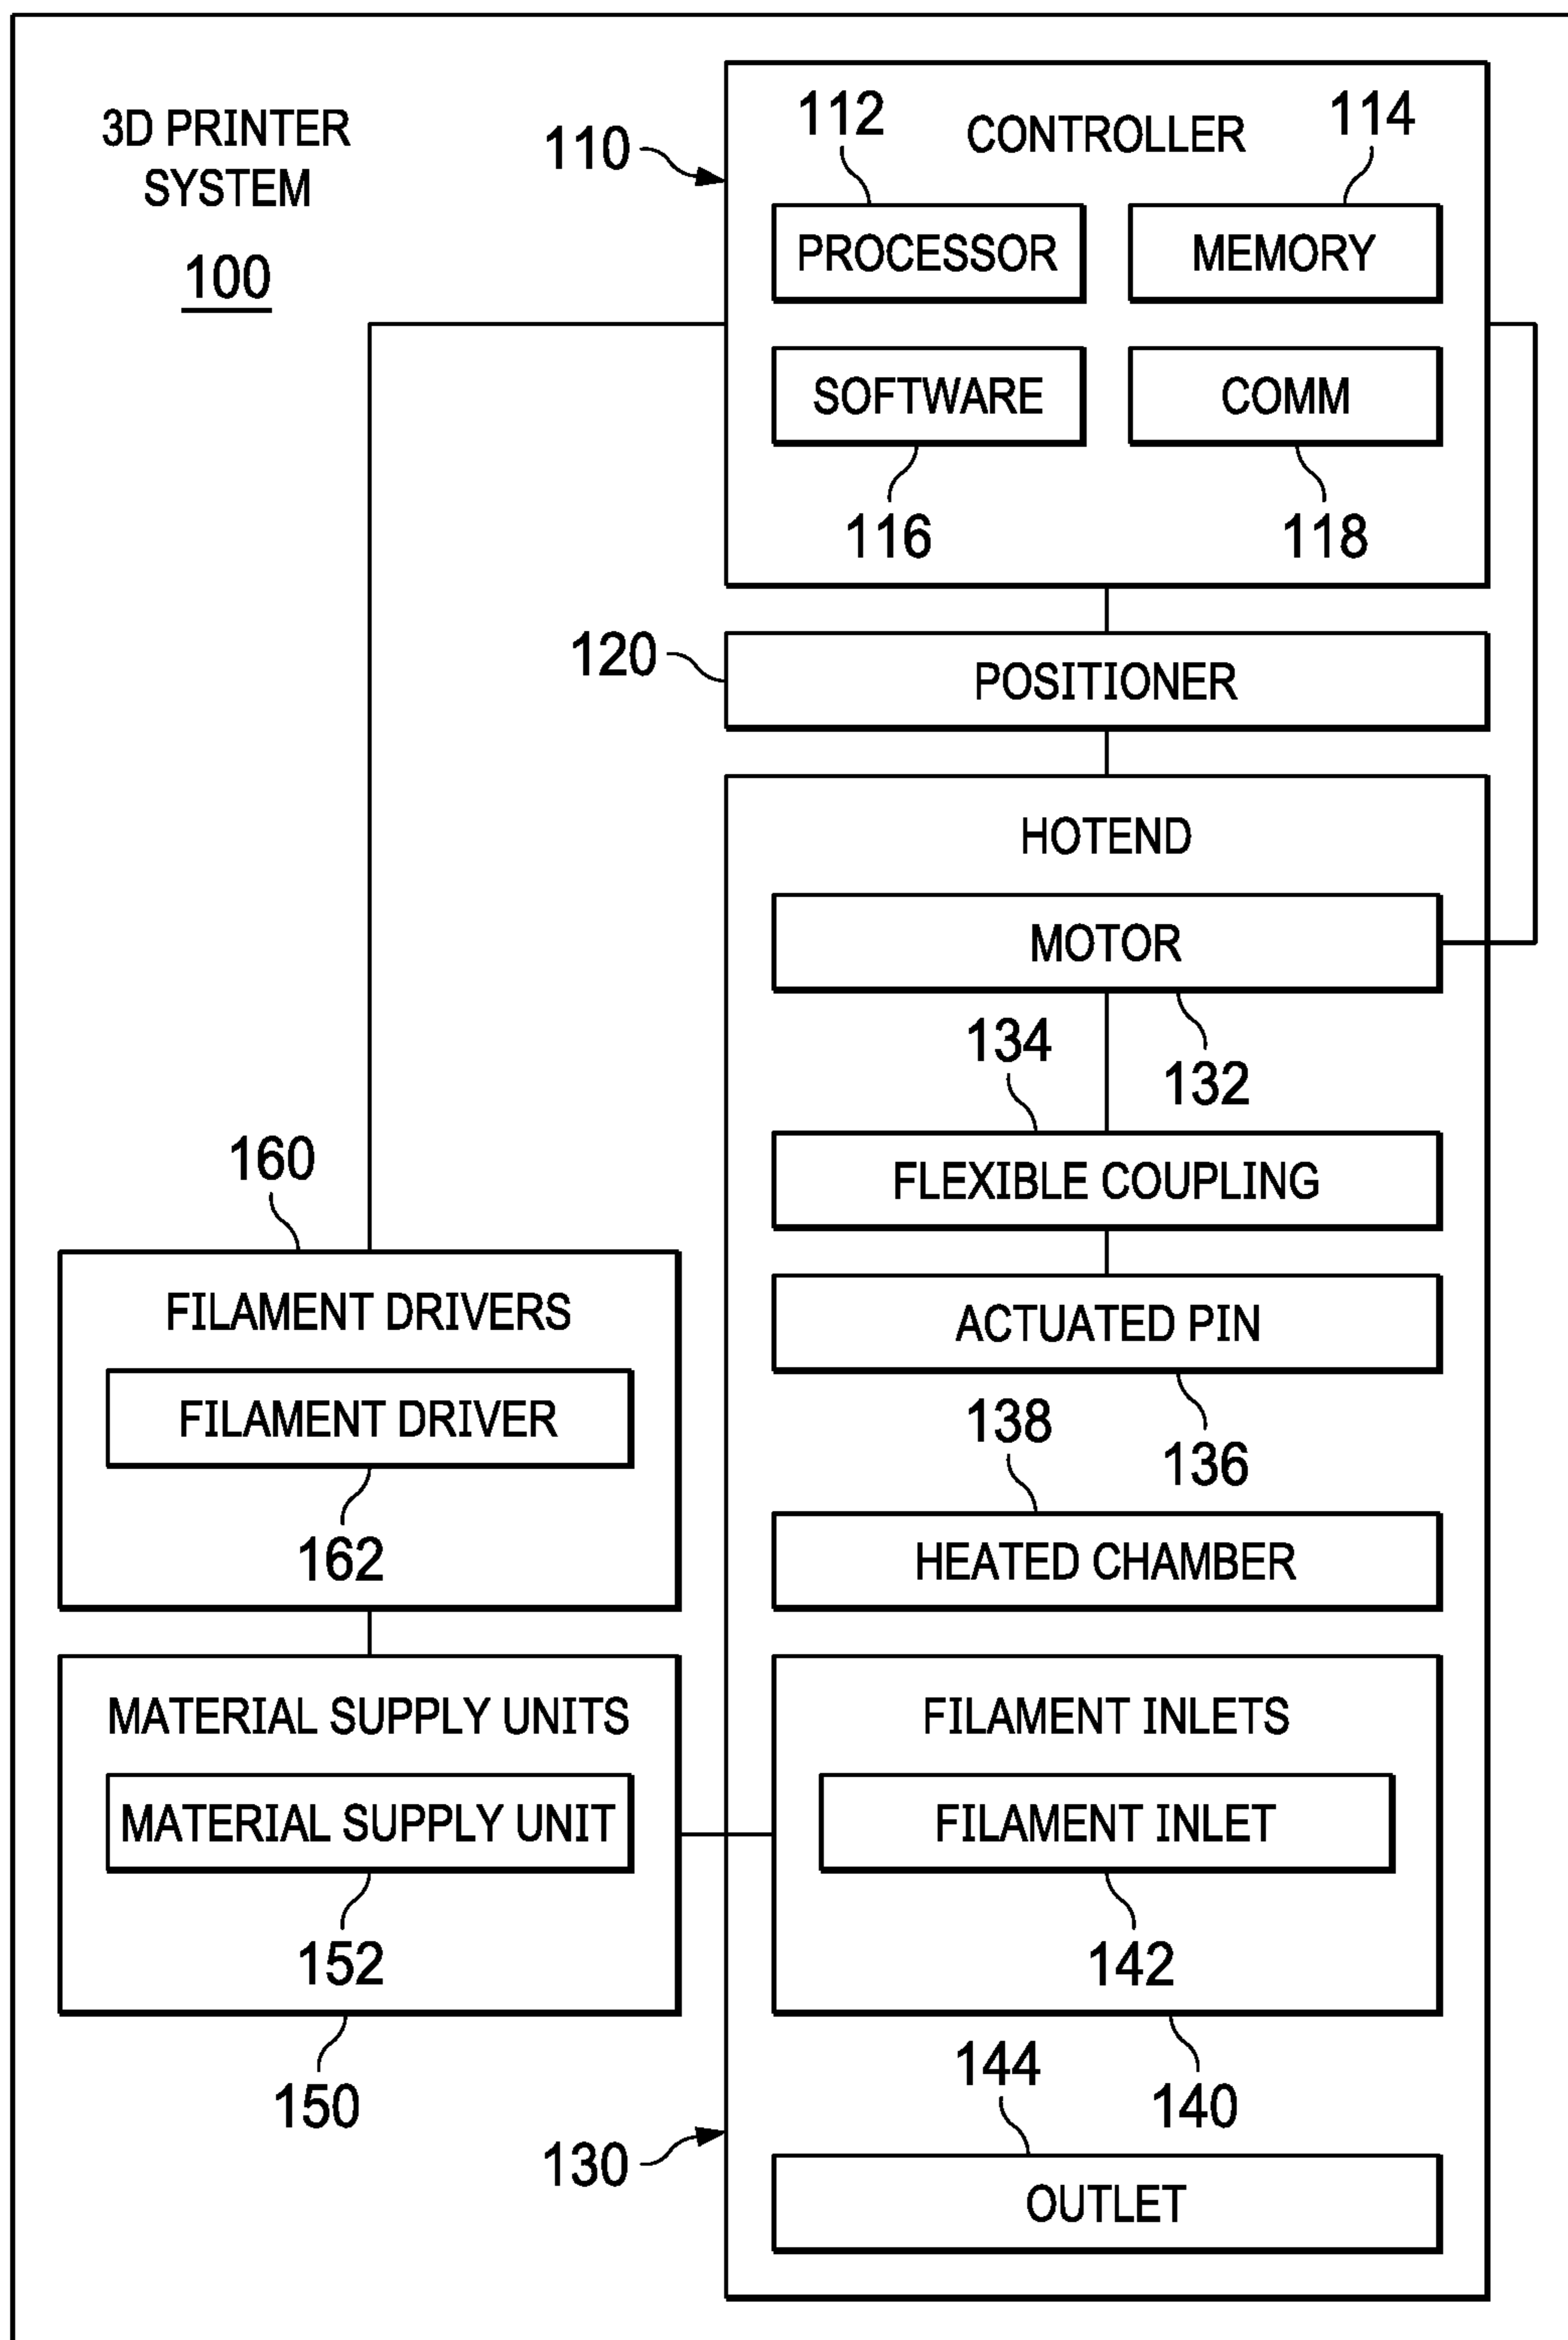 3D PRINTER
SYSTEM
100
110
CONTROLLER
112
114
PROCESSOR
MEMORY
SOFTWARE
COMM
116
118
120
POSITIONER
HOTEND
MOTOR
134
132
FLEXIBLE COUPLING
ACTUATED PIN
138
136
HEATED CHAMBER
160
FILAMENT DRIVERS
FILAMENT DRIVER
162
MATERIAL SUPPLY UNITS
MATERIAL SUPPLY UNIT
152
150
FILAMENT INLETS
FILAMENT INLET
142
140
144
130
OUTLET